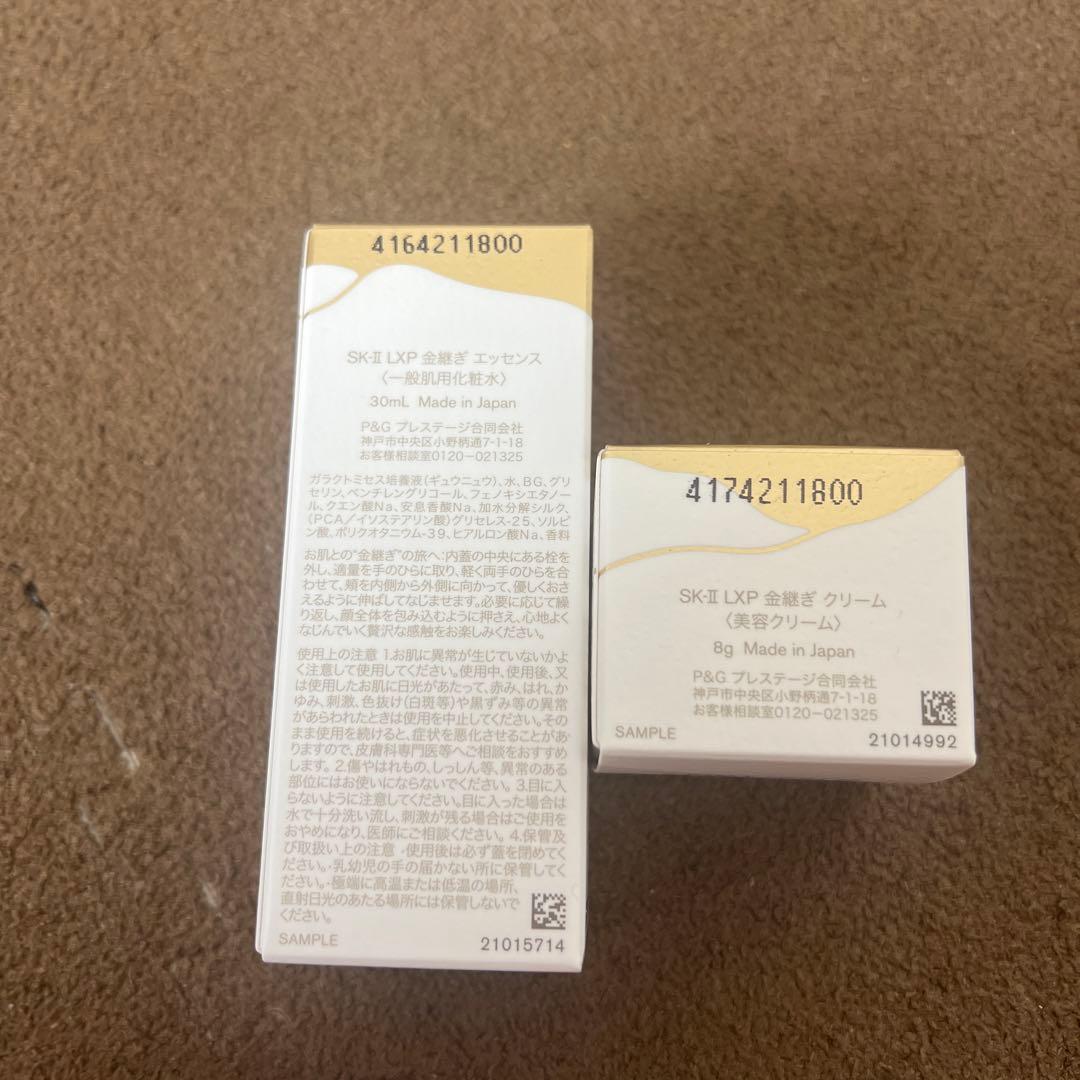 4164211800
SK-II LXP 金継ぎ エッセンス
〈一般肌用化粧水〉
30mL Made in Japan
P&G プレステージ合同会社
神戸市中央区小野柄通7-1-18
お客様相談室0120-021325
ガラクトミセス培養液(ギュウニュウ)、水、BG、グリ
セリン、ペンチレングリコール、フェノキシエタノー
ル、クエン酸Na、安息香酸Na、加水分解シルク、
(PCA/イソステアリン酸)グリセレス-25、ソルビ
ン酸、ポリクオタニウム-39、ヒアルロン酸Na、香料
お肌との“金継ぎ”の旅へ:内蓋の中央にある栓を
外し、適量を手のひらに取り、軽く両手のひらを合
わせて、頬を内側から外側に向かって、優しくおさ
えるように伸ばしてなじませます。必要に応じて繰
り返し、顔全体を包み込むように押さえ、心地よく
なじんでいく贅沢な感触をお楽しみください。
使用上の注意 1.お肌に異常が生じていないかよ
く注意して使用してください。使用中、使用後、又
は使用したお肌に日光があたって、赤み、はれ、か
ゆみ、刺激、色抜け(白斑等)や黒ずみ等の異常
があらわれたときは使用を中止してください。その
まま使用を続けると、症状を悪化させることがあ
りますので、皮膚科専門医等へご相談をおすすめ
します。2.傷やはれもの、しっしん等、異常のある
部位にはお使いにならないでください。3.目に入
らないように注意してください。目に入った場合は
水で十分洗い流し、刺激が残る場合はご使用を
おやめになり、医師にご相談ください。4.保管及
び取扱い上の注意 ・使用後は必ず蓋を閉めてく
ださい。・乳幼児の手の届かない所に保管してく
ださい。・極端に高温または低温の場所、
直射日光のあたる場所には保管しないで
ください。
SAMPLE
21015714
4174211800
SK-II LXP 金継ぎ クリーム
〈美容クリーム〉
8g Made in Japan
P&G プレステージ合同会社
神戸市中央区小野柄通7-1-18
お客様相談室0120-021325
SAMPLE
21014992